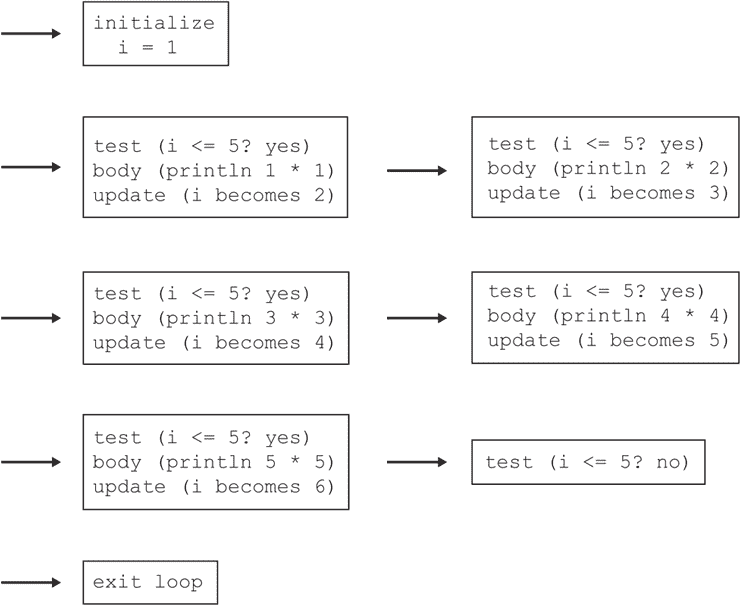 initialize
i = 1
test (i <= 5? yes)
body (println 1 * 1)
update (i becomes 2)
test (i <= 5? yes)
body (println 2 * 2)
update (i becomes 3)
test (i <= 5? yes)
body (println 3 * 3)
update (i becomes 4)
test (i <= 5? yes)
body (println 4 * 4)
update (i becomes 5)
test (i <= 5? yes)
body (println 5 * 5)
update (i becomes 6)
test (i <= 5? no)
exit loop